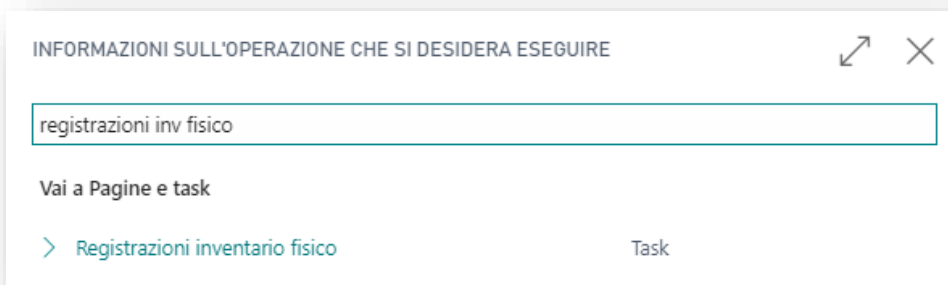 INFORMAZIONI SULL'OPERAZIONE CHE SI DESIDERA ESEGUIRE
registrazioni inv fisico
Vai a Pagine e task
Registrazioni inventario fisico Task